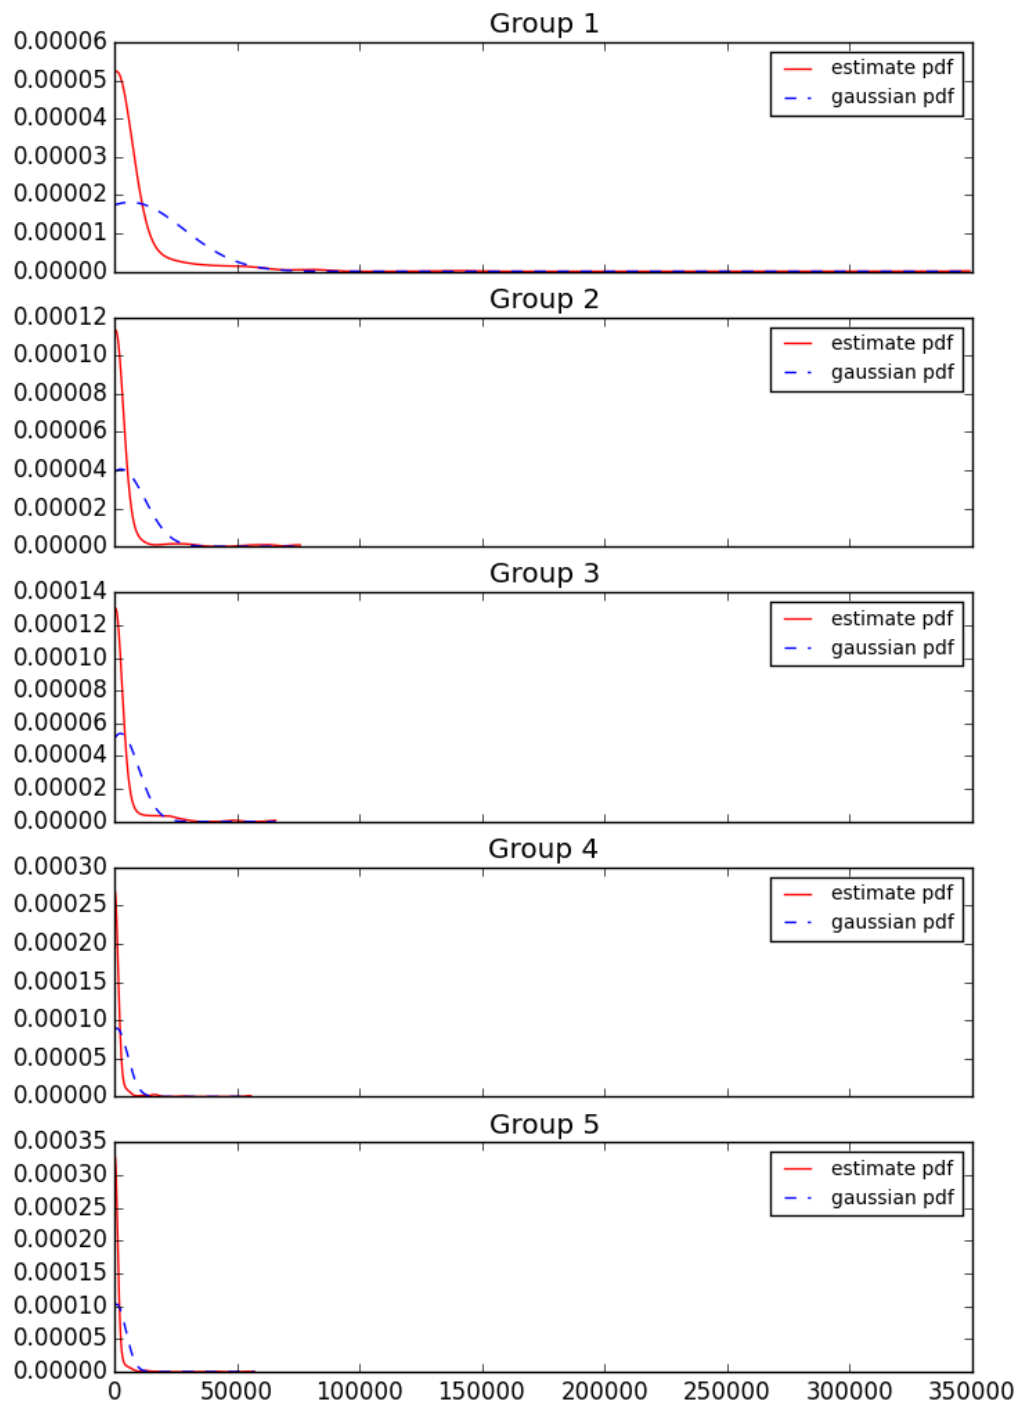 Group 1
0.00006
0.00005
0.00004
0.00003
0.00002
0.00001
0.00000
estimate pdf
gaussian pdf
Group 2
0.00012
0.00010
0.00008
0.00006
0.00004
0.00002
0.00000
estimate pdf
gaussian pdf
Group 3
0.00014
0.00012
0.00010
0.00008
0.00006
0.00004
0.00002
0.00000
estimate pdf
gaussian pdf
Group 4
0.00030
0.00025
0.00020
0.00015
0.00010
0.00005
0.00000
estimate pdf
gaussian pdf
Group 5
0.00035
0.00030
0.00025
0.00020
0.00015
0.00010
0.00005
0.00000
estimate pdf
gaussian pdf
0 50000 100000 150000 200000 250000 300000 350000